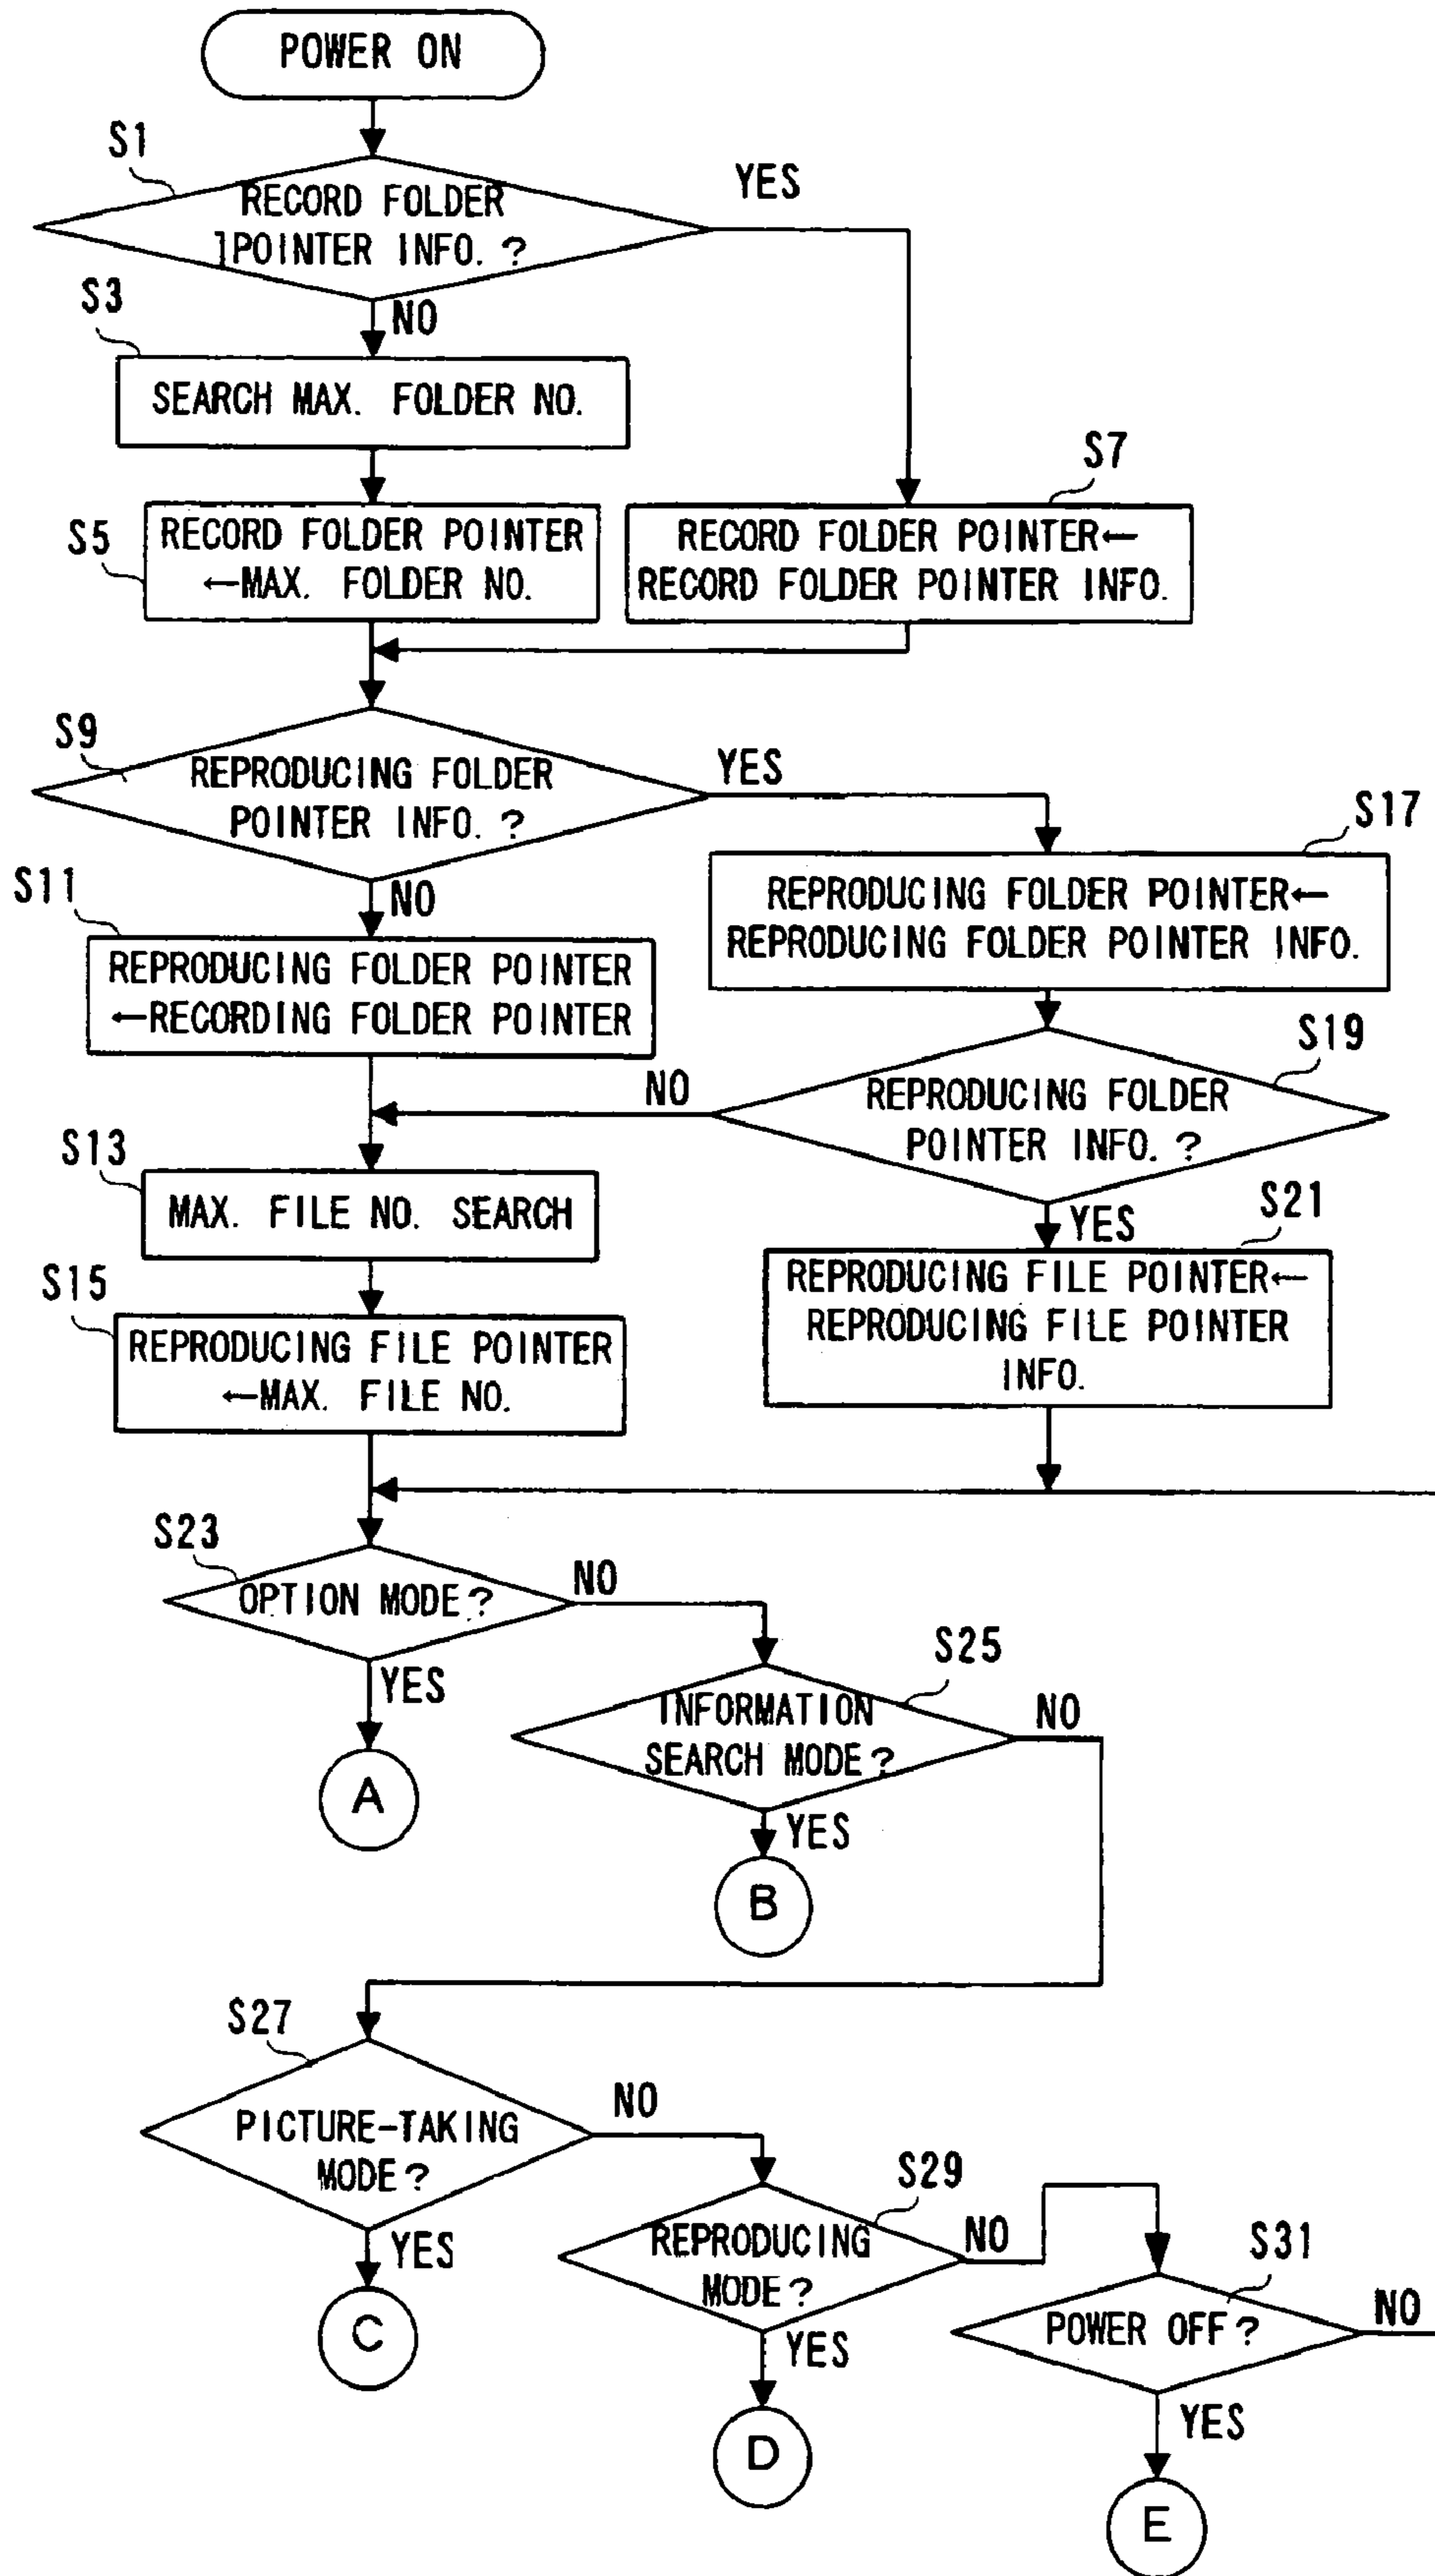 POWER ON
S1
RECORD FOLDER
]POINTER INFO.?
YES
NO
S3
SEARCH MAX. FOLDER NO.
S5
RECORD FOLDER POINTER
←MAX. FOLDER NO.
S7
RECORD FOLDER POINTER←
RECORD FOLDER POINTER INFO.
S9
REPRODUCING FOLDER
POINTER INFO.?
YES
NO
S11
REPRODUCING FOLDER POINTER
←RECORDING FOLDER POINTER
S17
REPRODUCING FOLDER POINTER←
REPRODUCING FOLDER POINTER INFO.
S19
REPRODUCING FOLDER
POINTER INFO.?
NO
YES
S13
MAX. FILE NO. SEARCH
S15
REPRODUCING FILE POINTER
←MAX. FILE NO.
S21
REPRODUCING FILE POINTER←
REPRODUCING FILE POINTER
INFO.
S23
OPTION MODE?
NO
YES
A
S25
INFORMATION
SEARCH MODE?
NO
YES
B
S27
PICTURE-TAKING
MODE?
NO
YES
C
S29
REPRODUCING
MODE?
NO
YES
D
S31
POWER OFF?
NO
YES
E